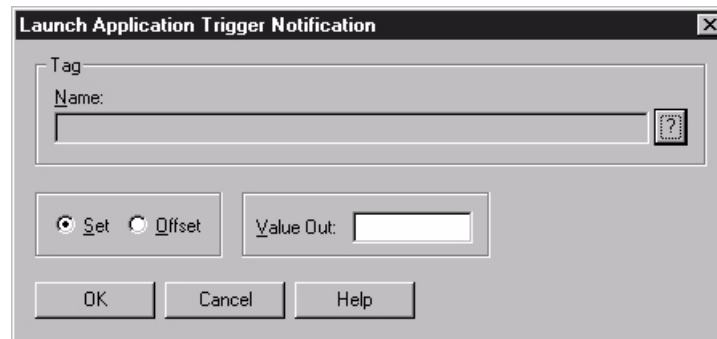 Launch Application Trigger Notification
Tag
Name:
?
Set Offset Value Out:
OK Cancel Help